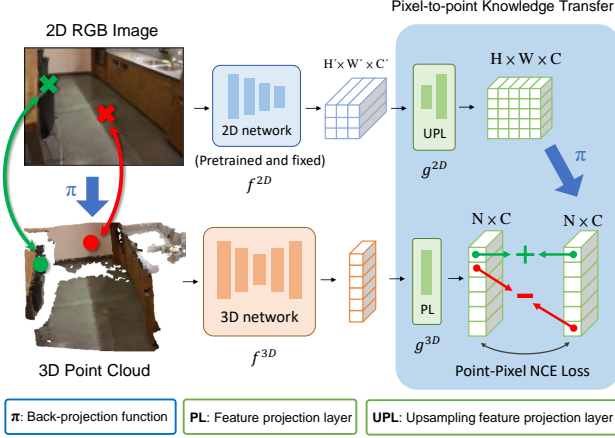 Pixel-to-point Knowledge Transfer
2D RGB Image
H´×W´×C´
H×W×C
2D network
UPL
(Pretrained and fixed)
f²ᴰ
g²ᴰ
π
π
N×C
N×C
3D network
PL
f³ᴰ
g³ᴰ
3D Point Cloud
Point-Pixel NCE Loss
π: Back-projection function
PL: Feature projection layer
UPL: Upsampling feature projection layer